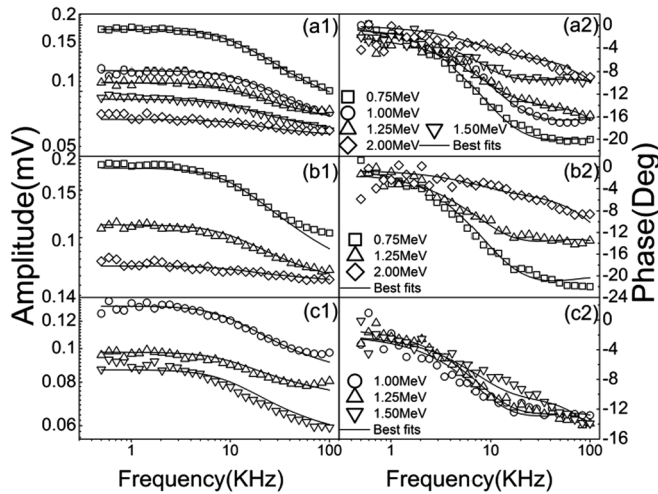 Amplitude(mV)
Phase(Deg)
(a1)
0.2
0.1
0.05
(a2)
0
-4
-8
-12
-16
-20
0.75MeV
1.00MeV
1.25MeV
1.50MeV
2.00MeV
Best fits
(b1)
0.2
0.15
0.1
(b2)
0
-4
-8
-12
-16
-20
-24
0.75MeV
1.25MeV
2.00MeV
Best fits
(c1)
0.14
0.12
0.1
0.08
0.06
(c2)
0
-4
-8
-12
-16
1.00MeV
1.25MeV
1.50MeV
Best fits
1 10 100
1 10 100
Frequency(KHz)
Frequency(KHz)